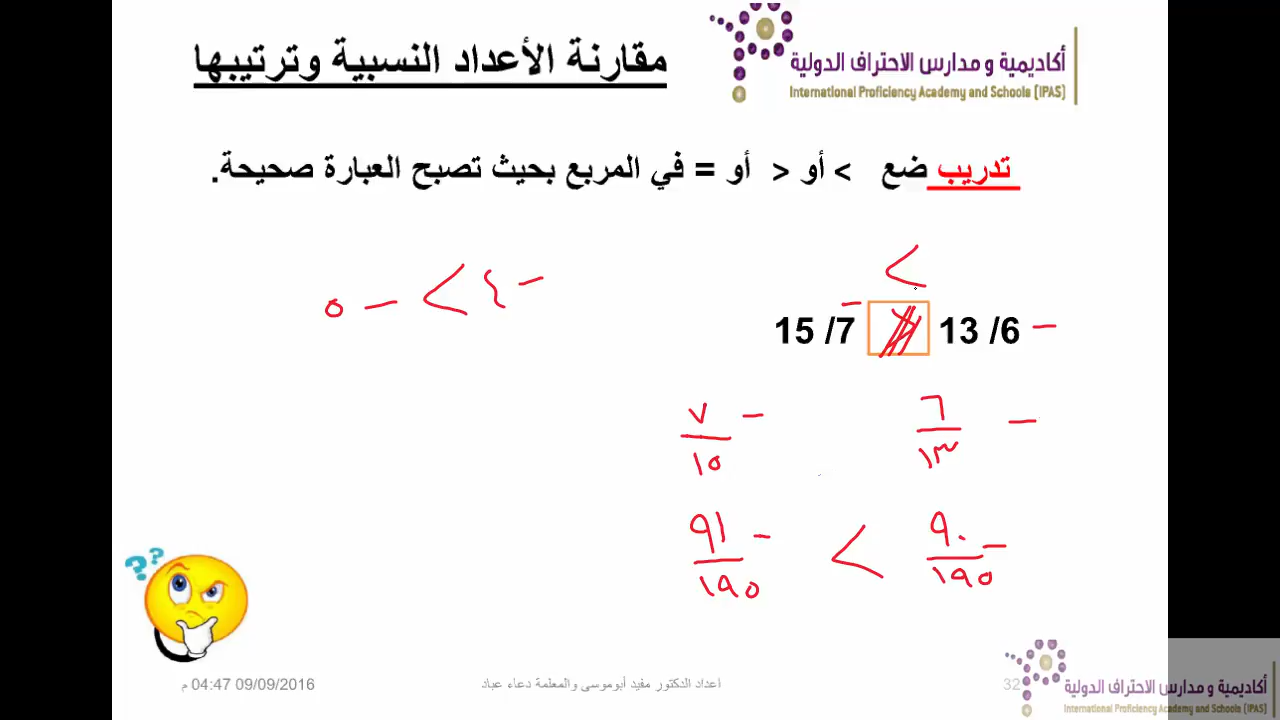 أكاديمية و مدارس الاحتراف الدولية
International Proficiency Academy and Schools (IPAS)
مقارنة الأعداد النسبية وترتيبها
تدريب ضع < أو > أو = في المربع بحيث تصبح العبارة صحيحة.
<
٤ - < ٥ -
15 /7 - 13 /6 -
٦/١٣ - ٧/١٥ -
٩٠/١٩٥ - < ٩١/١٩٥ -
اعداد الدكتور مفيد أبوموسى والمعلمة دعاء عباد
04:47 09/09/2016 م
32
أكاديمية و مدارس الاحتراف الدولية
International Proficiency Academy and Schools (IPAS)